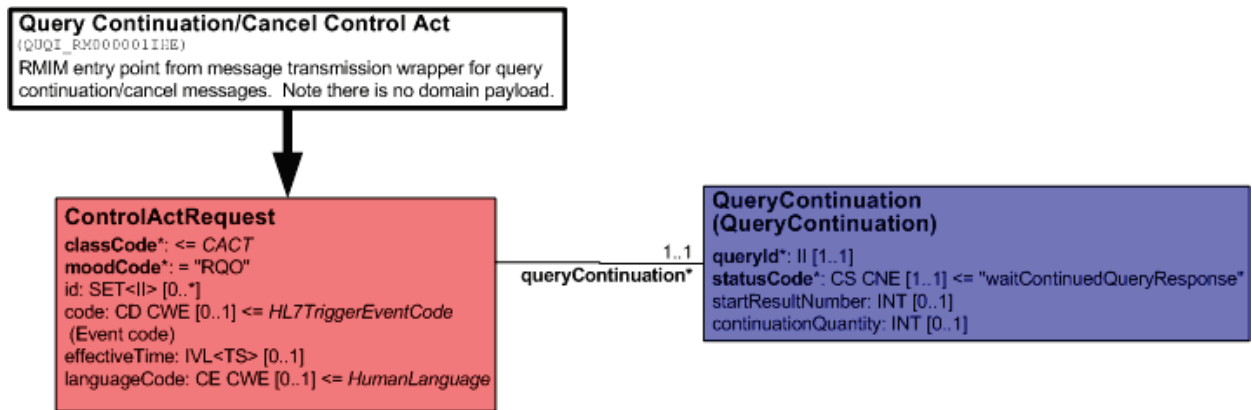 Query Continuation/Cancel Control Act
(QUQI_RM000001IHE)
RMIM entry point from message transmission wrapper for query
continuation/cancel messages.  Note there is no domain payload.
ControlActRequest
classCode*: <= CACT
moodCode*: = "RQO"
id: SET<II> [0..*]
code: CD CWE [0..1] <= HL7TriggerEventCode
(Event code)
effectiveTime: IVL<TS> [0..1]
languageCode: CE CWE [0..1] <= HumanLanguage
1..1
queryContinuation*
QueryContinuation
(QueryContinuation)
queryId*: II [1..1]
statusCode*: CS CNE [1..1] <= "waitContinuedQueryResponse"
startResultNumber: INT [0..1]
continuationQuantity: INT [0..1]